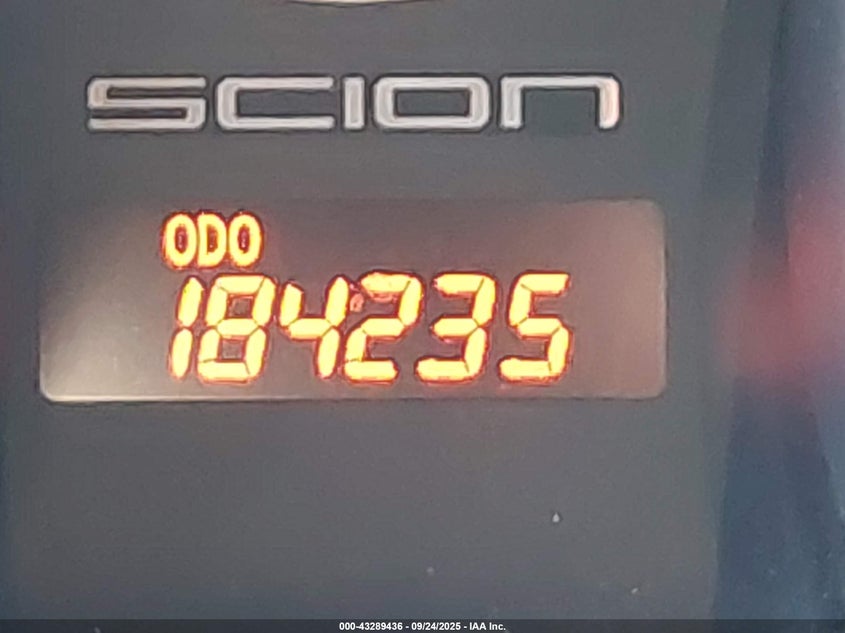 SCION
ODO
184235
000-43289436 - 09/24/2025 - IAA Inc.